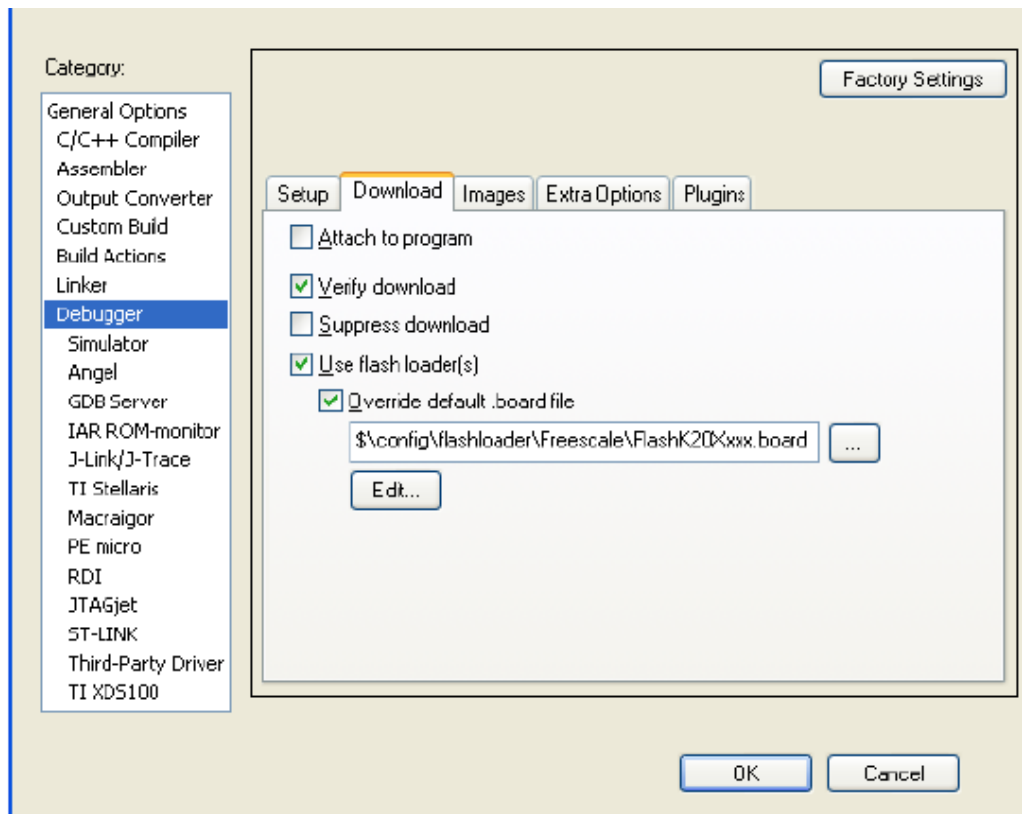 Category:
General Options
C/C++ Compiler
Assembler
Output Converter
Custom Build
Build Actions
Linker
Debugger
Simulator
Angel
GDB Server
IAR ROM-monitor
J-Link/J-Trace
TI Stellaris
Macraigor
PE micro
RDI
JTAGjet
ST-LINK
Third-Party Driver
TI XDS100
Factory Settings
Setup Download Images Extra Options Plugins
Attach to program
Verify download
Suppress download
Use flash loader(s)
Override default .board file
$\config\flashloader\Freescale\FlashK20Xxxx.board ...
Edit...
OK Cancel